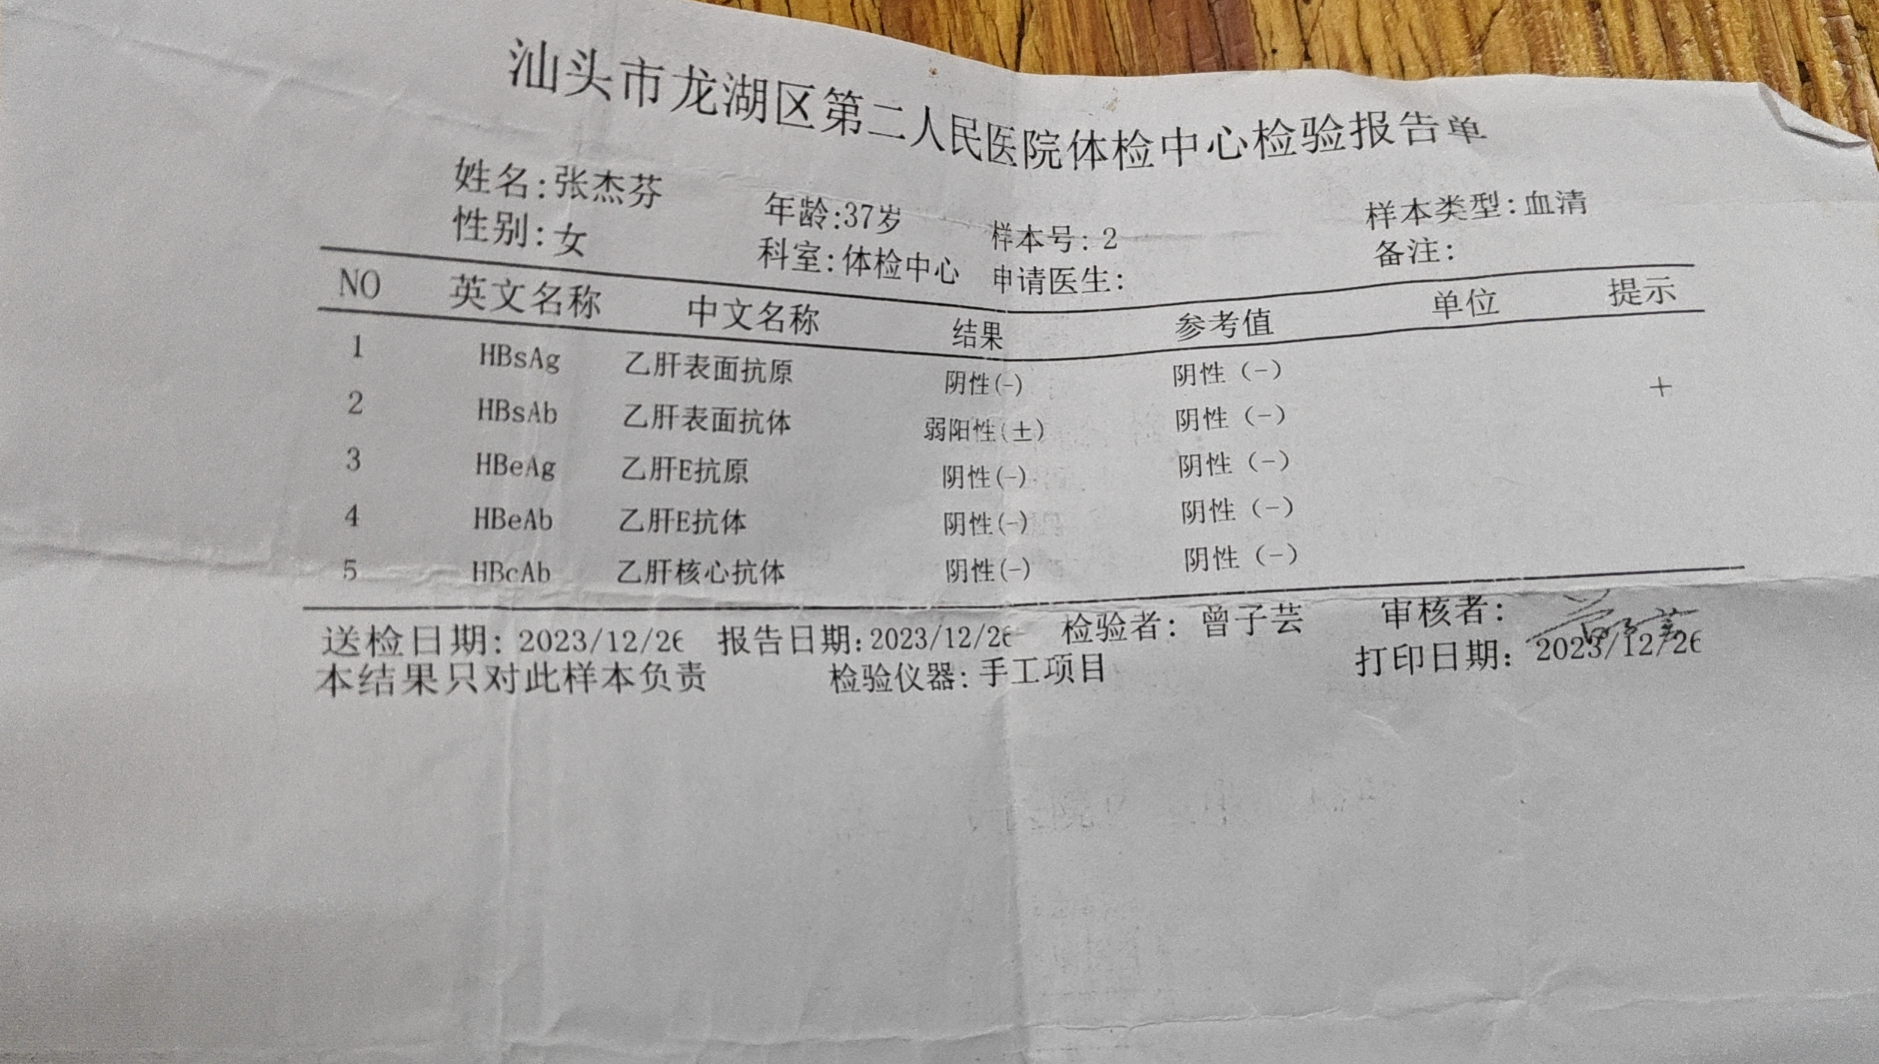 汕头市龙湖区第二人民医院体检中心检验报告单
姓名:张杰芬 年龄:37岁 样本号:2 样本类型:血清
性别:女 科室:体检中心 申请医生: 备注:
NO 英文名称 中文名称 结果 参考值 单位 提示
1 HBsAg 乙肝表面抗原 阴性(-) 阴性（-）
2 HBsAb 乙肝表面抗体 弱阳性(±) 阴性（-） +
3 HBeAg 乙肝E抗原 阴性(-) 阴性（-）
4 HBeAb 乙肝E抗体 阴性(-) 阴性（-）
5 HBcAb 乙肝核心抗体 阴性(-) 阴性（-）
送检日期: 2023/12/26 报告日期:2023/12/26 检验者: 曾子芸 审核者:
本结果只对此样本负责 检验仪器:手工项目 打印日期: 2023/12/26